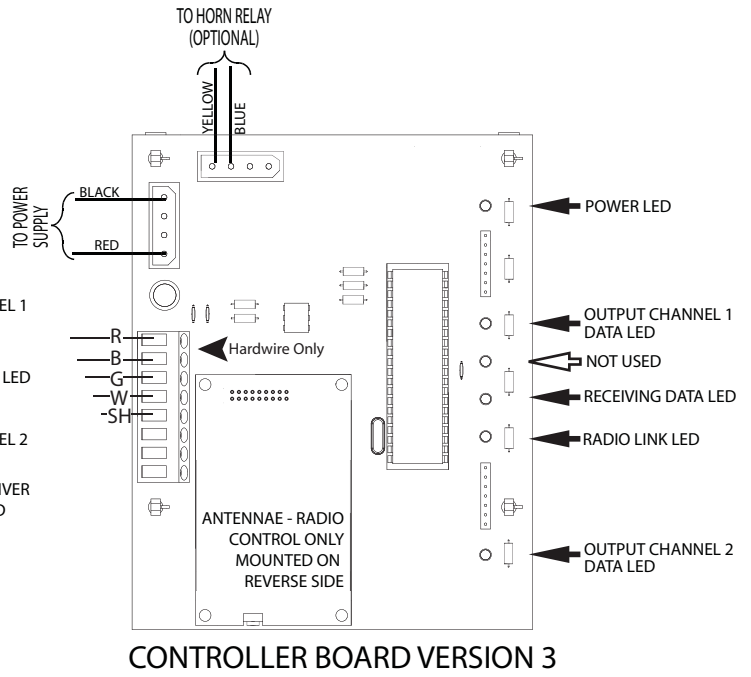 TO HORN RELAY
(OPTIONAL)
YELLOW
BLUE
TO POWER
SUPPLY
BLACK
RED
POWER LED
EL 1
OUTPUT CHANNEL 1
DATA LED
R
B
G
W
SH
Hardwire Only
NOT USED
LED
RECEIVING DATA LED
EL 2
RADIO LINK LED
IVER
D
ANTENNAE - RADIO
CONTROL ONLY
MOUNTED ON
REVERSE SIDE
OUTPUT CHANNEL 2
DATA LED
CONTROLLER BOARD VERSION 3